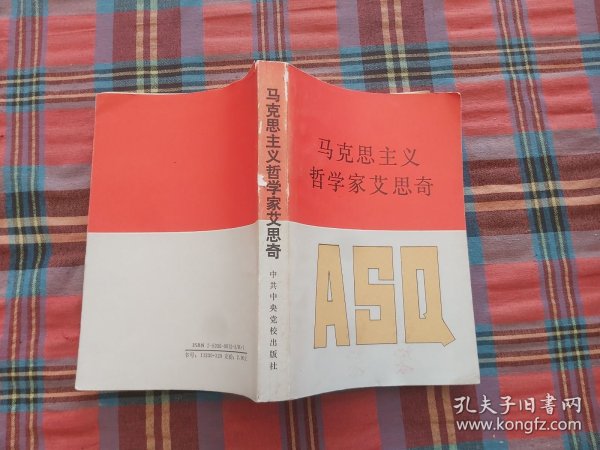 马克思主义
哲学家艾思奇
ASQ
马克思主义哲学家艾思奇
中共中央党校出版社
孔夫子旧书网
www.kongfz.com